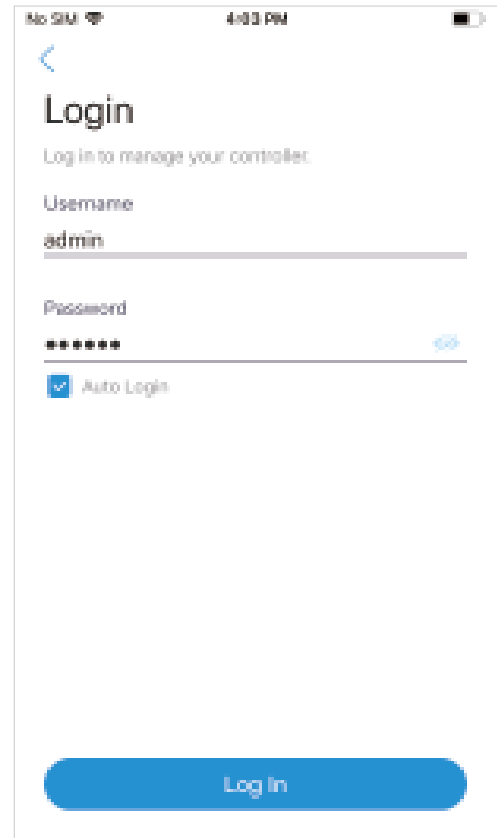 No SIM 4:03 PM
Login
Log in to manage your controller.
Username
admin
Password
••••••
Auto Login
Log In